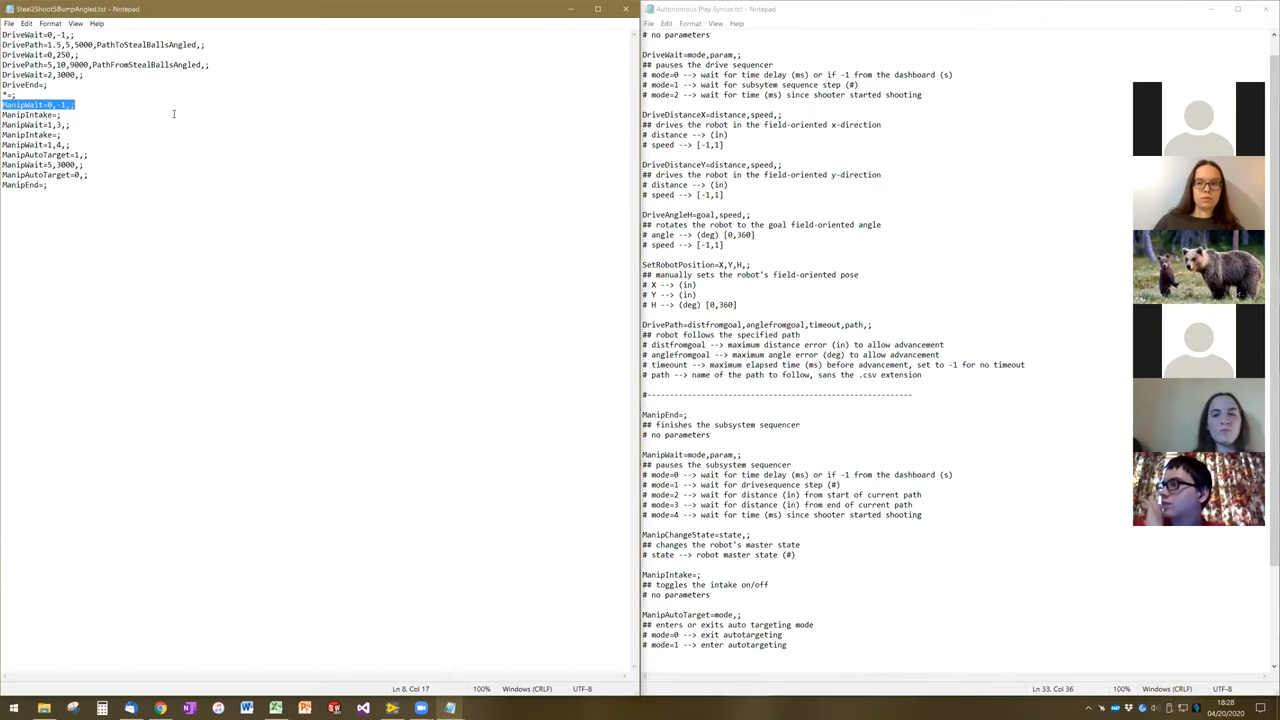 Steal2Shoot5BumpAngled.txt - Notepad
File Edit Format View Help
DriveWait=0,-1,;
DrivePath=1.5,5,5000,PathToStealBallsAngled,;
DriveWait=0,250,;
DrivePath=5,10,9000,PathFromStealBallsAngled,;
DriveWait=2,3000,;
DriveEnd=;
*=;
ManipWait=0,-1,;
ManipIntake=;
ManipWait=1,3,;
ManipIntake=;
ManipWait=1,4,;
ManipAutoTarget=1,;
ManipWait=5,3000,;
ManipAutoTarget=0,;
ManipEnd=;
Ln 8, Col 17 100% Windows (CRLF) UTF-8
Autonomous Play Syntax.txt - Notepad
File Edit Format View Help
# no parameters
DriveWait=mode,param,;
## pauses the drive sequencer
# mode=0 --> wait for time delay (ms) or if -1 from the dashboard (s)
# mode=1 --> wait for subsytem sequence step (#)
# mode=2 --> wait for time (ms) since shooter started shooting
DriveDistanceX=distance,speed,;
## drives the robot in the field-oriented x-direction
# distance --> (in)
# speed --> [-1,1]
DriveDistanceY=distance,speed,;
## drives the robot in the field-oriented y-direction
# distance --> (in)
# speed --> [-1,1]
DriveAngleH=goal,speed,;
## rotates the robot to the goal field-oriented angle
# angle --> (deg) [0,360]
# speed --> [-1,1]
SetRobotPosition=X,Y,H,;
## manually sets the robot's field-oriented pose
# X --> (in)
# Y --> (in)
# H --> (deg) [0,360]
DrivePath=distfromgoal,anglefromgoal,timeout,path,;
## robot follows the specified path
# distfromgoal --> maximum distance error (in) to allow advancement
# anglefromgoal --> maximum angle error (deg) to allow advancement
# timeount --> maximum elapsed time (ms) before advancement, set to -1 for no timeout
# path --> name of the path to follow, sans the .csv extension
#----------------------------------------------------------
ManipEnd=;
## finishes the subsystem sequencer
# no parameters
ManipWait=mode,param,;
## pauses the subsystem sequencer
# mode=0 --> wait for time delay (ms) or if -1 from the dashboard (s)
# mode=1 --> wait for drivesequence step (#)
# mode=2 --> wait for distance (in) from start of current path
# mode=3 --> wait for distance (in) from end of current path
# mode=4 --> wait for time (ms) since shooter started shooting
ManipChangeState=state,;
## changes the robot's master state
# state --> robot master state (#)
ManipIntake=;
## toggles the intake on/off
# no parameters
ManipAutoTarget=mode,;
## enters or exits auto targeting mode
# mode=0 --> exit autotargeting
# mode=1 --> enter autotargeting
Ln 33, Col 36 100% Windows (CRLF) UTF-8
18:28
04/20/2020